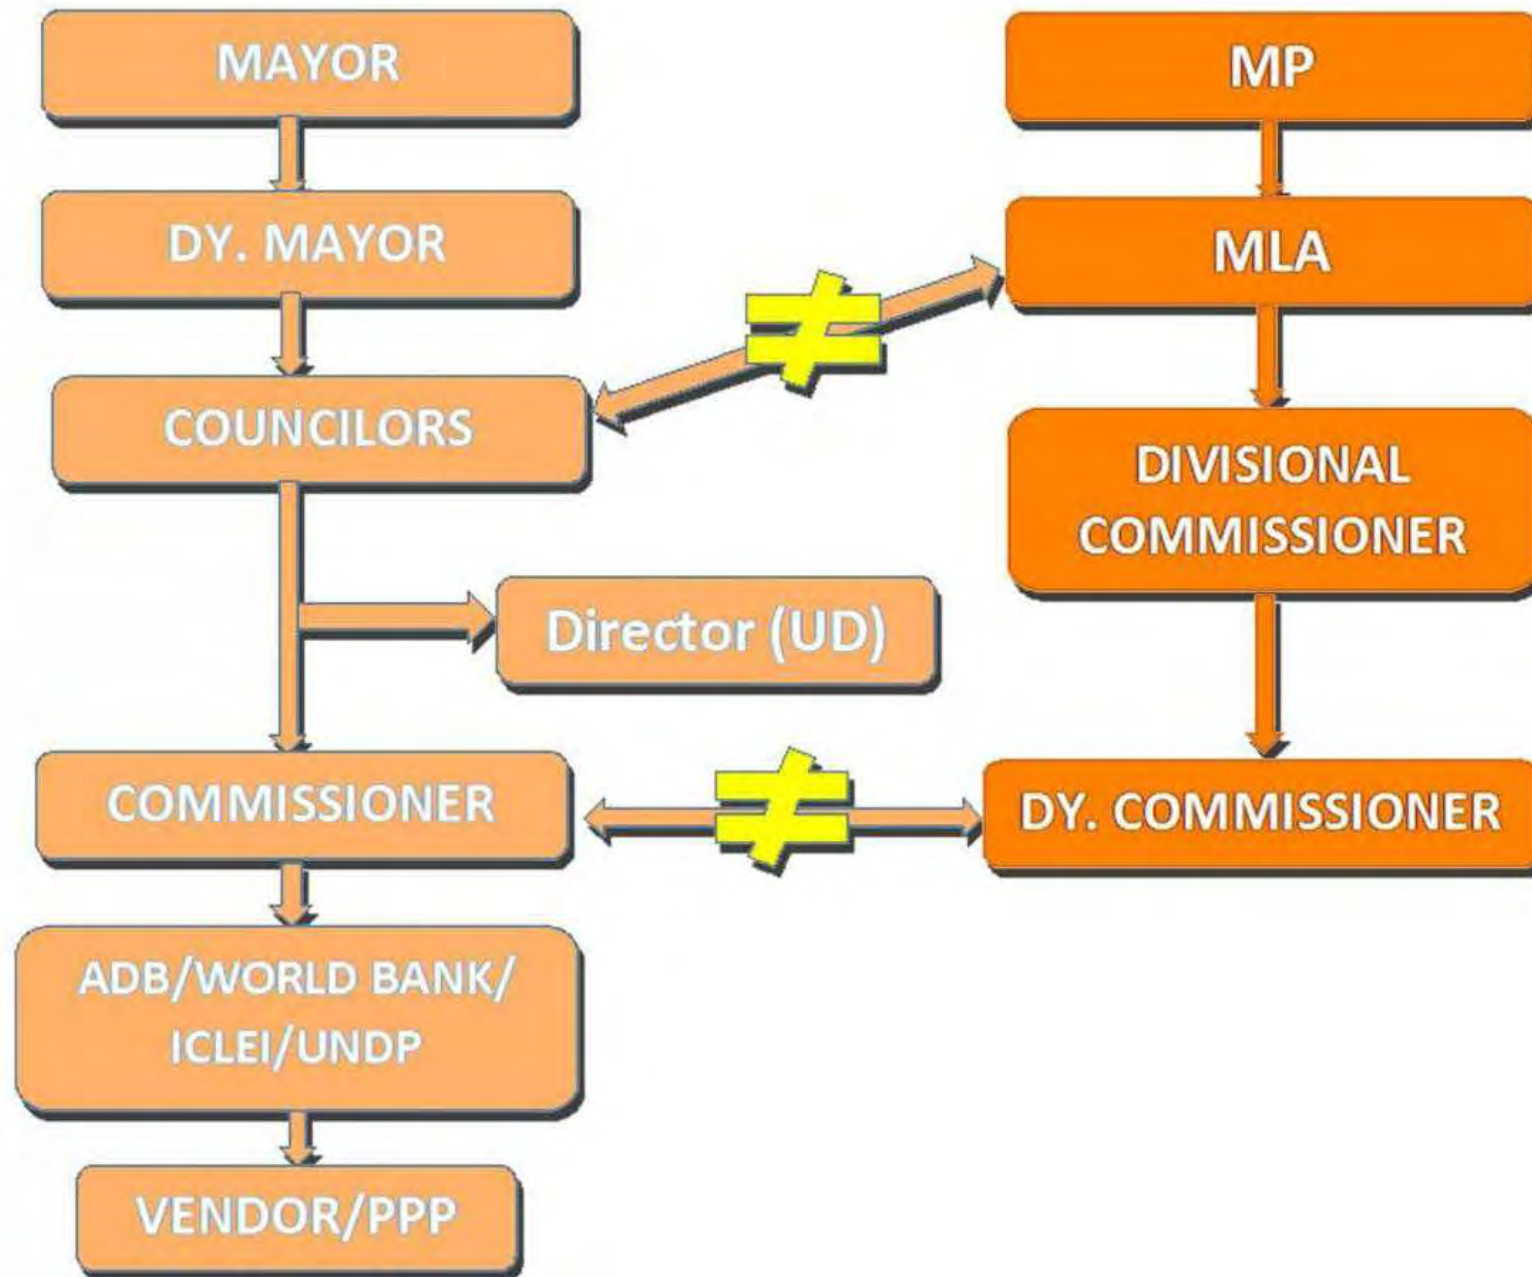 MAYOR
DY. MAYOR
COUNCILORS
Director (UD)
COMMISSIONER
ADB/WORLD BANK/
ICLEI/UNDP
VENDOR/PPP
MP
MLA
DIVISIONAL
COMMISSIONER
DY. COMMISSIONER
≠
≠